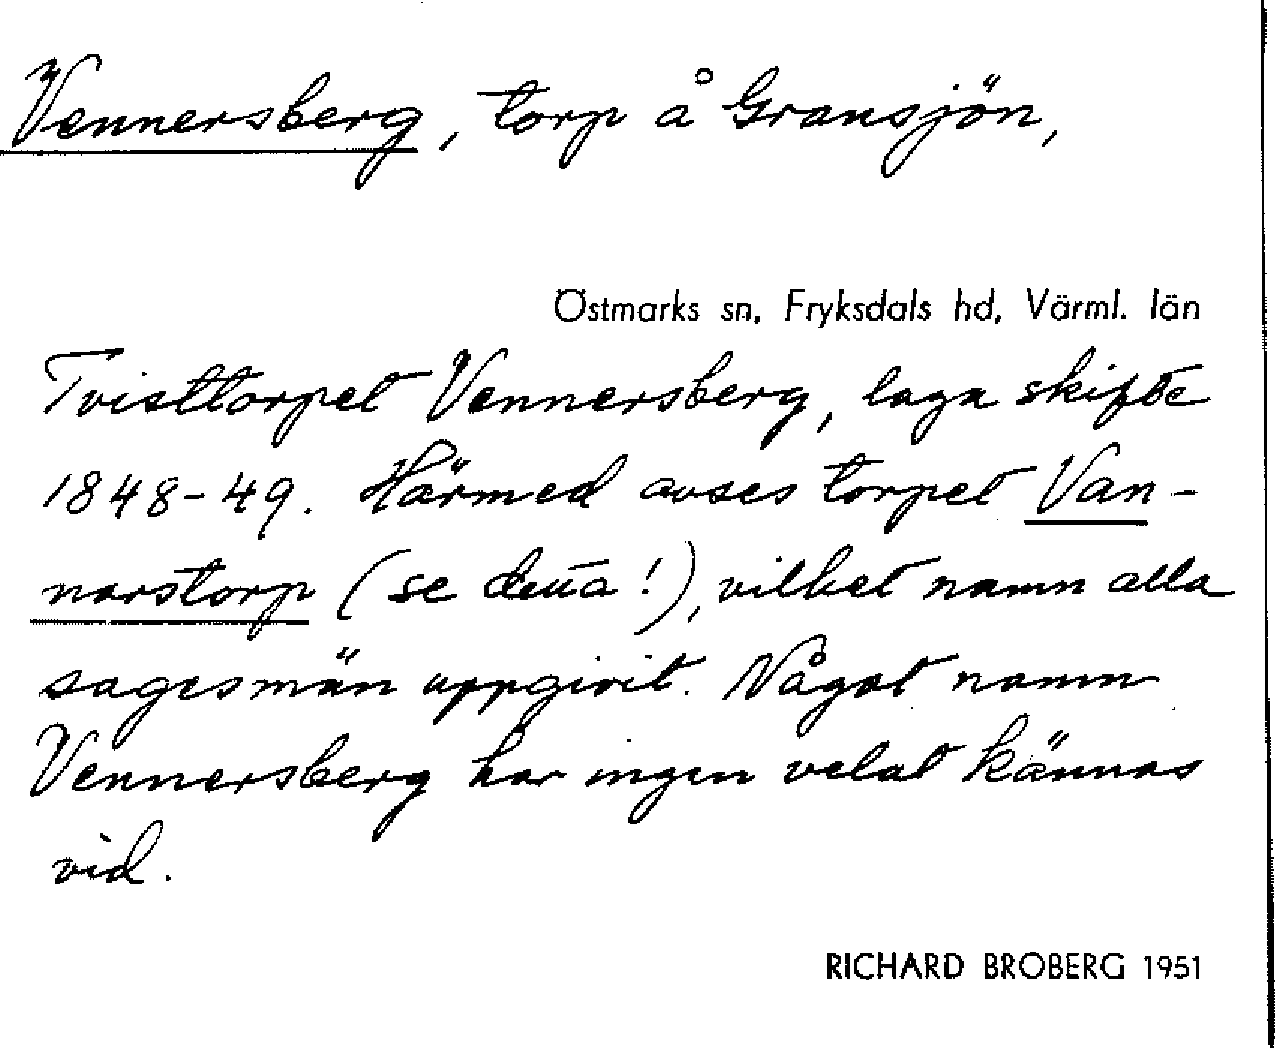 Vennersberg, torp å Gransjön,
Östmarks sn, Fryksdals hd, Värml. län
Tvisttorpet Vennersberg, laga skifte
1848-49. Härmed avses torpet Van-
narstorp (se detta!), vilket namn alla
sagesmän uppgivit. Något namn
Vennersberg har ingen velat kännas
vid.
RICHARD BROBERG 1951